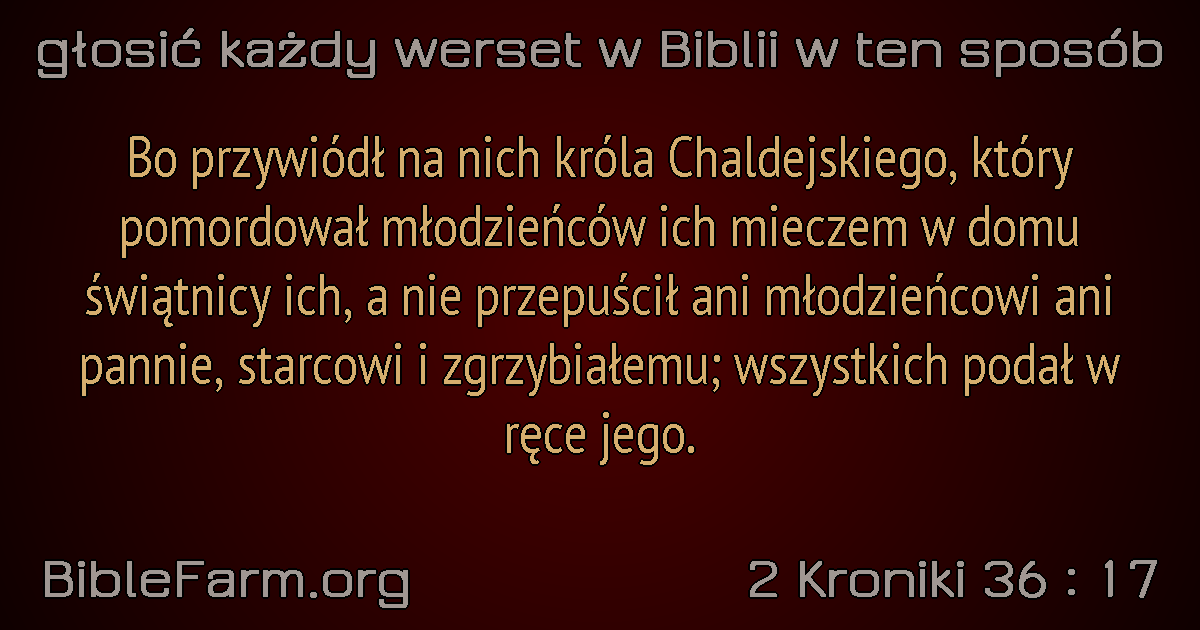 głosić każdy werset w Biblii w ten sposób
Bo przywiódł na nich króla Chaldejskiego, który
pomordował młodzieńców ich mieczem w domu
świątnicy ich, a nie przepuścił ani młodzieńcowi ani
pannie, starcowi i zgrzybiałemu; wszystkich podał w
ręce jego.
BibleFarm.org
2 Kroniki 36 : 17